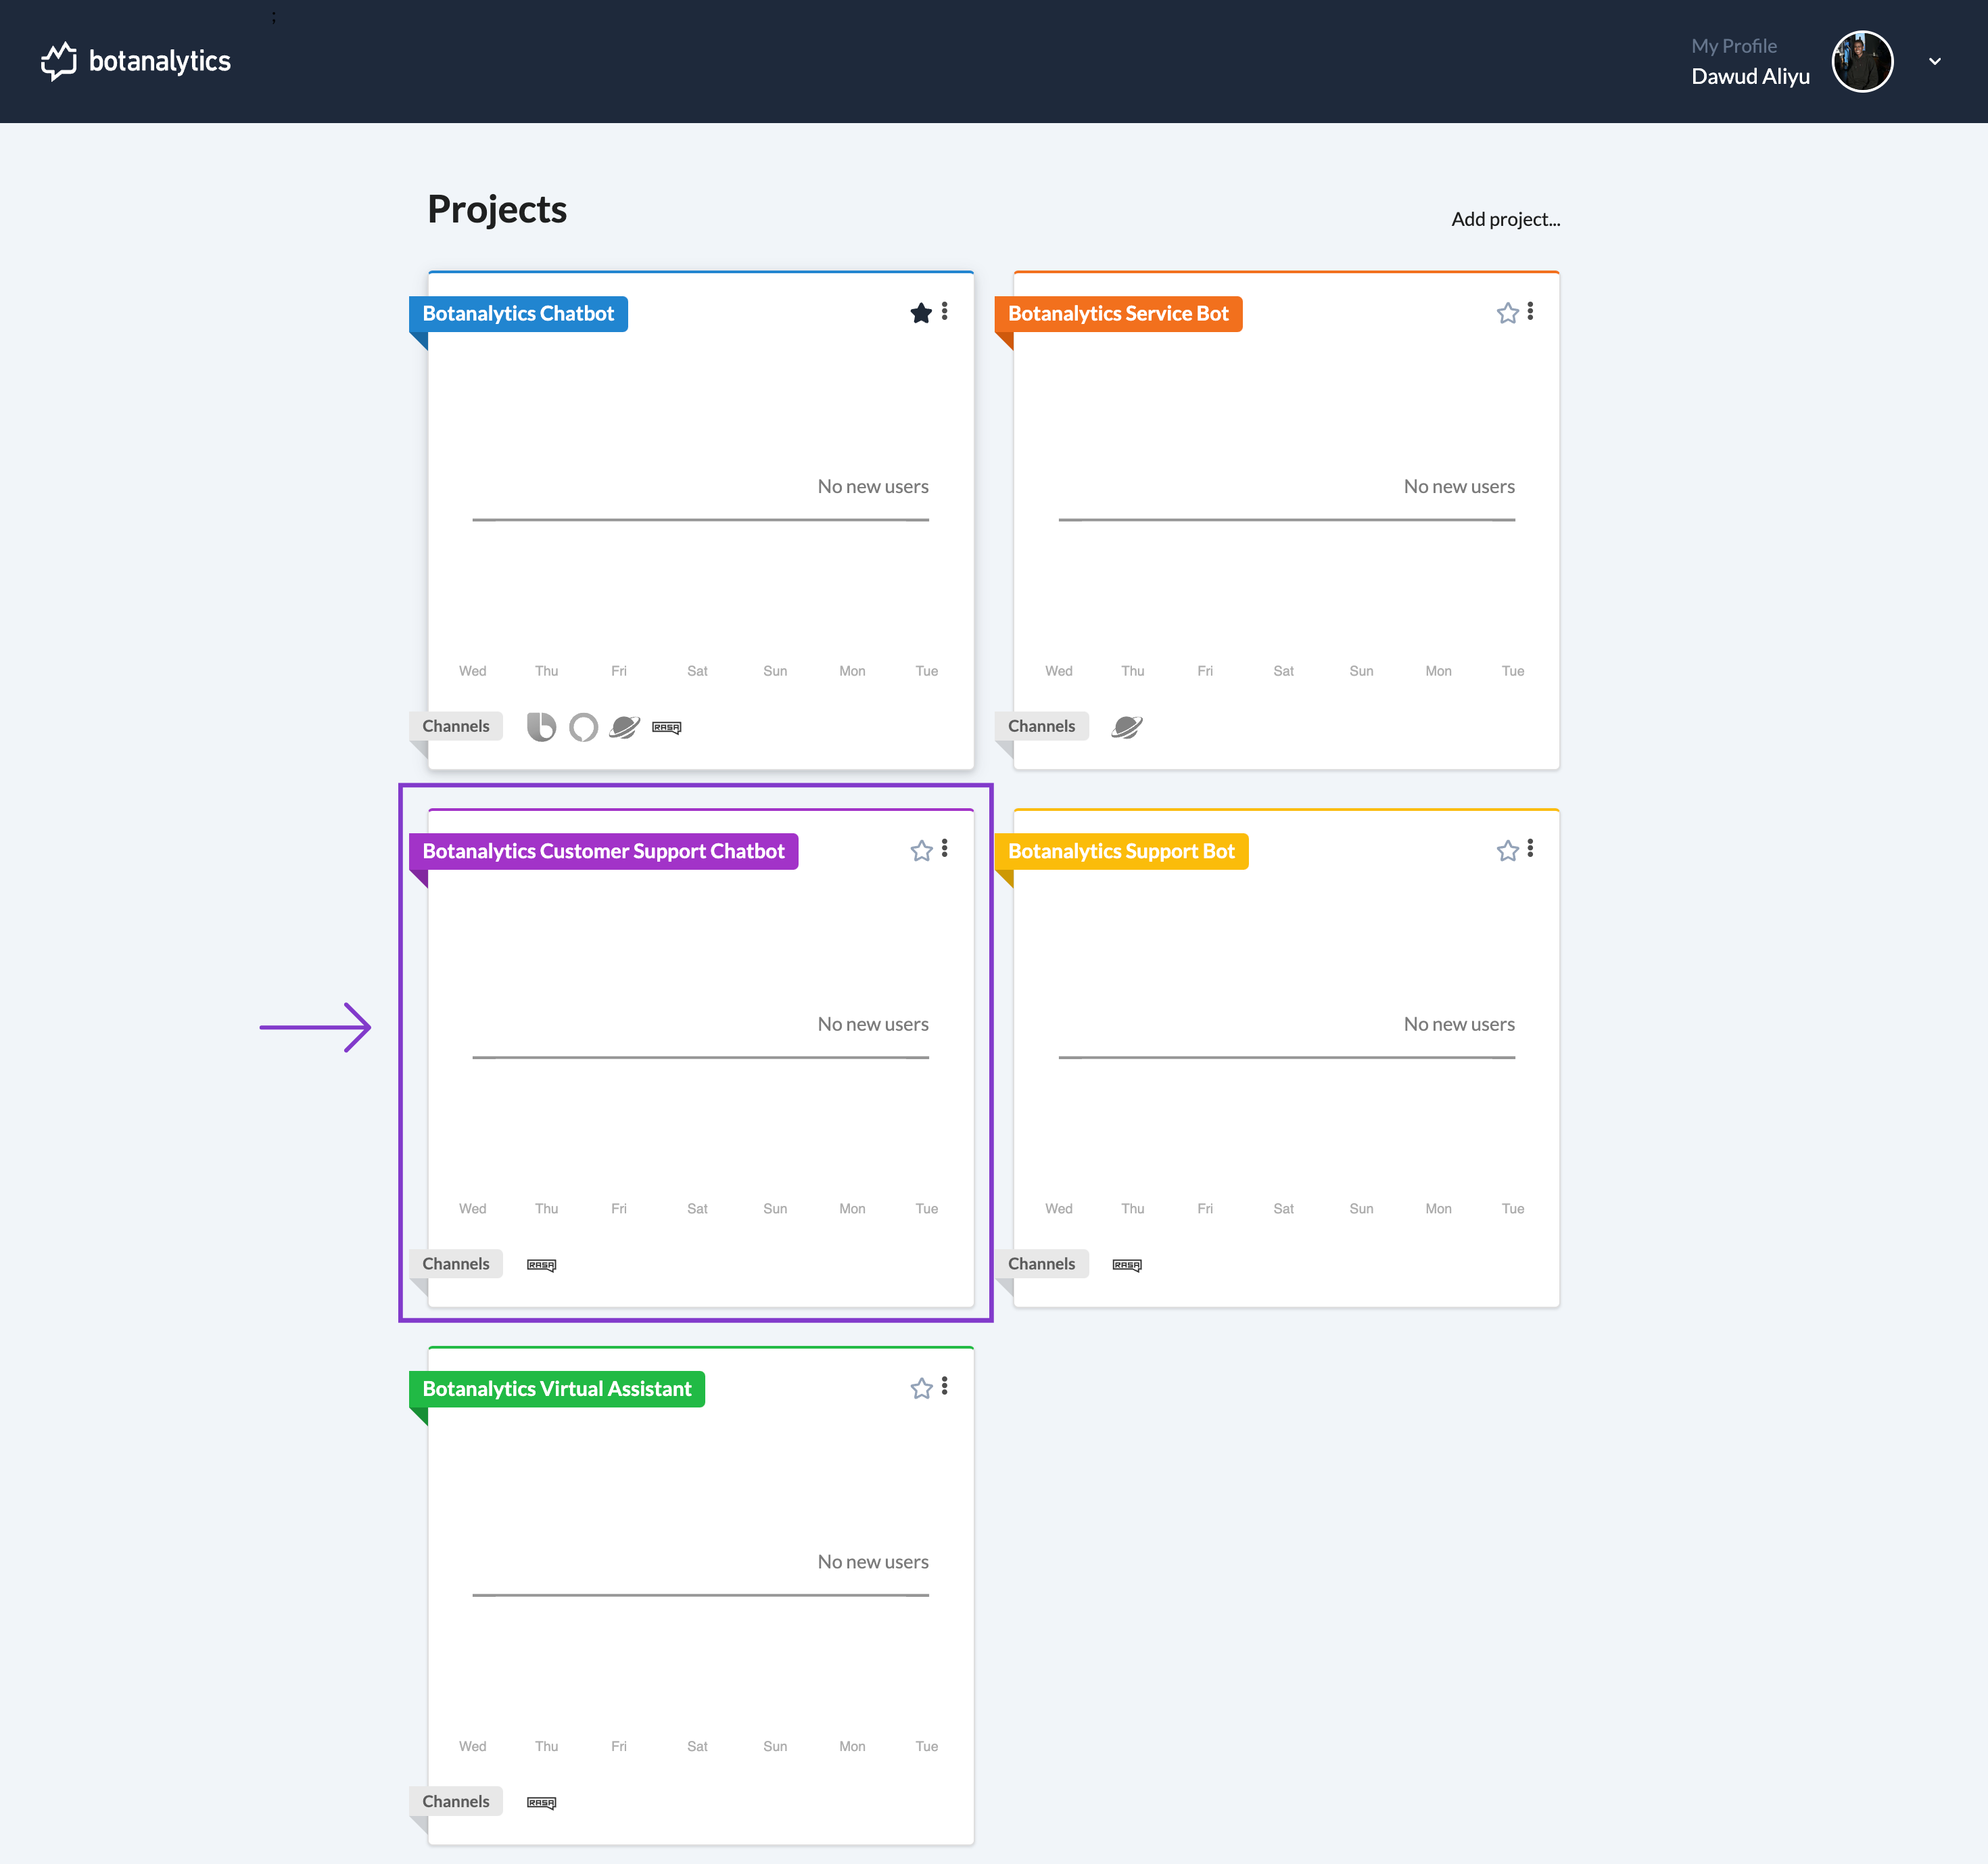 ;
botanalytics
My Profile
Dawud Aliyu
Projects
Add project...
Botanalytics Chatbot
No new users
Wed Thu Fri Sat Sun Mon Tue
Channels RASA
Botanalytics Service Bot
No new users
Wed Thu Fri Sat Sun Mon Tue
Channels
Botanalytics Customer Support Chatbot
No new users
Wed Thu Fri Sat Sun Mon Tue
Channels RASA
Botanalytics Support Bot
No new users
Wed Thu Fri Sat Sun Mon Tue
Channels RASA
Botanalytics Virtual Assistant
No new users
Wed Thu Fri Sat Sun Mon Tue
Channels RASA